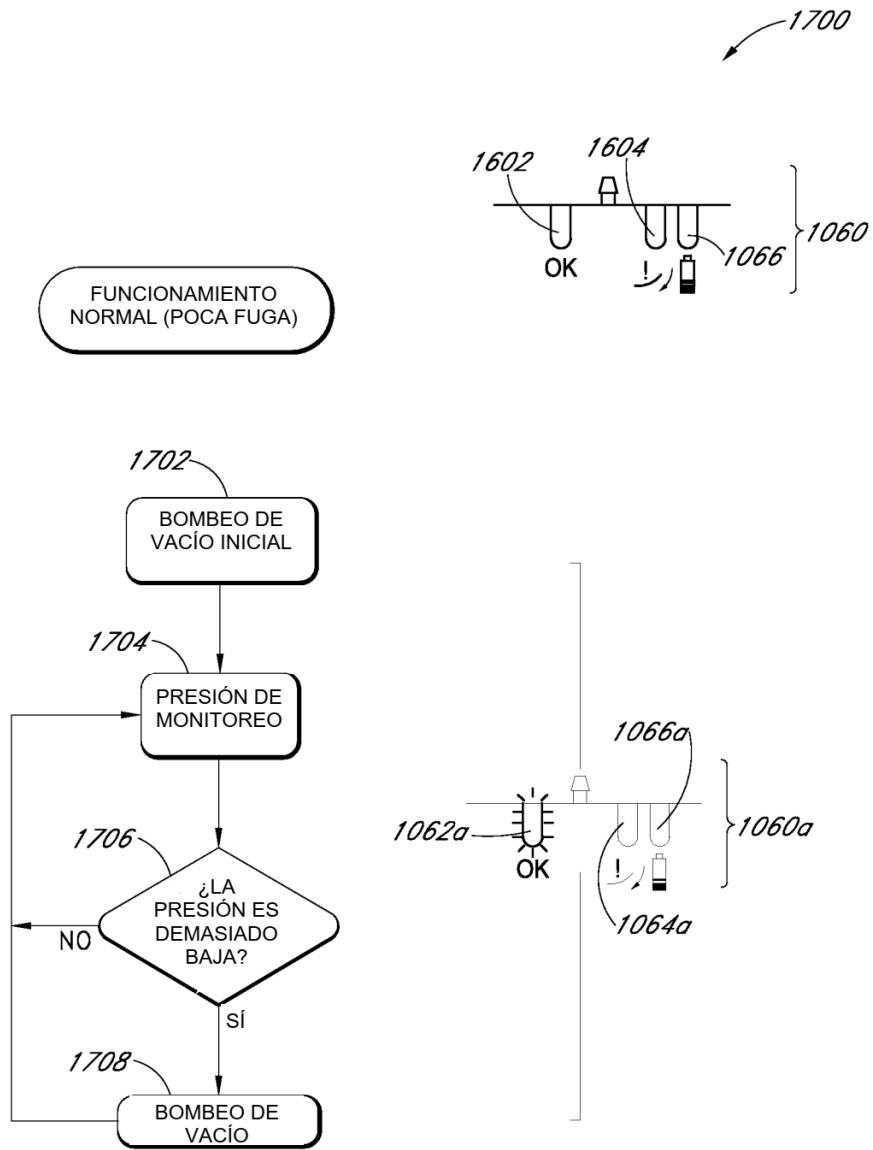 1700
1602
1604
1060
1066
OK
!
FUNCIONAMIENTO
NORMAL (POCA FUGA)
1702
BOMBEO DE
VACÍO INICIAL
1704
PRESIÓN DE
MONITOREO
1066a
1062a
1060a
OK
!
1064a
1706
¿LA
PRESIÓN ES
DEMASIADO
BAJA?
NO
SÍ
1708
BOMBEO DE
VACÍO